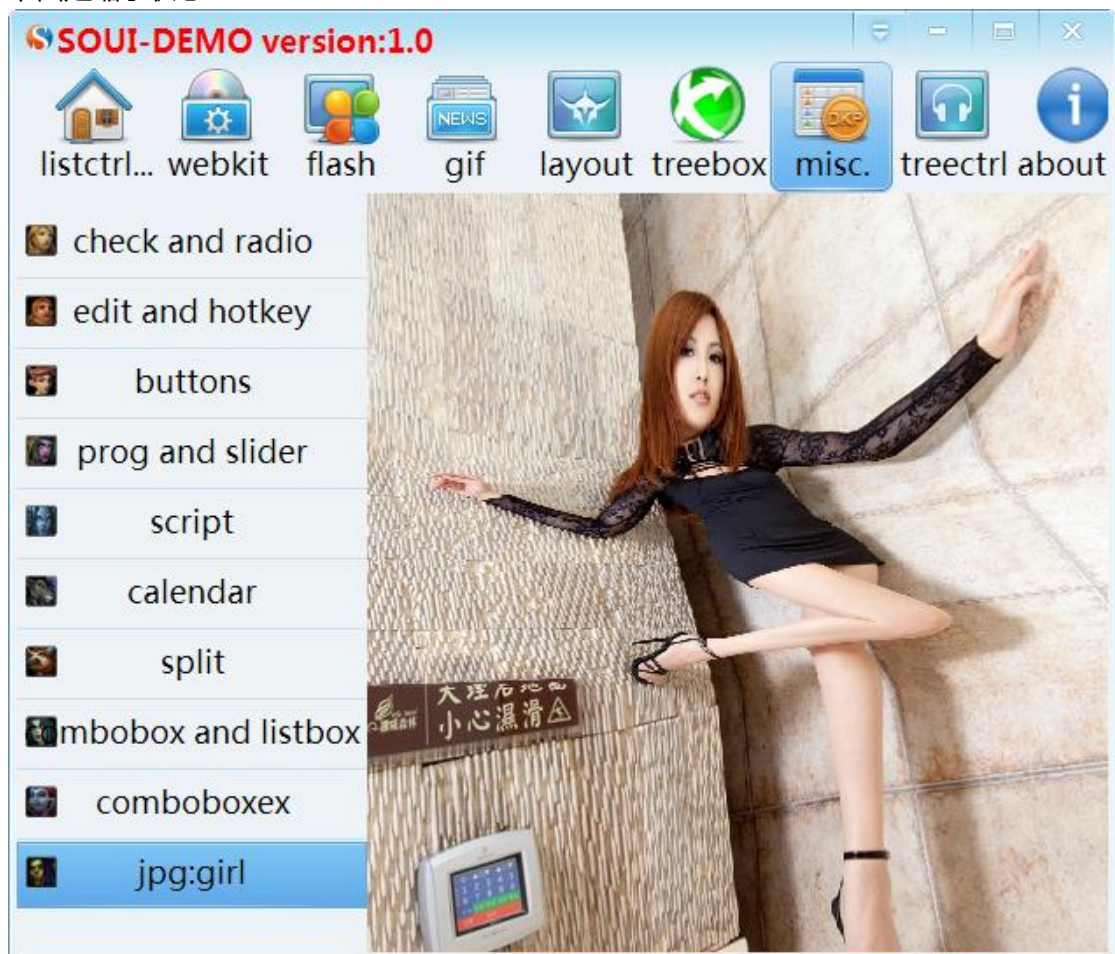 SOUI-DEMO version:1.0
NEWS
DKP
listctrl... webkit flash gif layout treebox misc. treectrl about
check and radio
edit and hotkey
buttons
prog and slider
script
calendar
split
mbobox and listbox
comboboxex
jpg:girl
大理石地面
小心濕滑